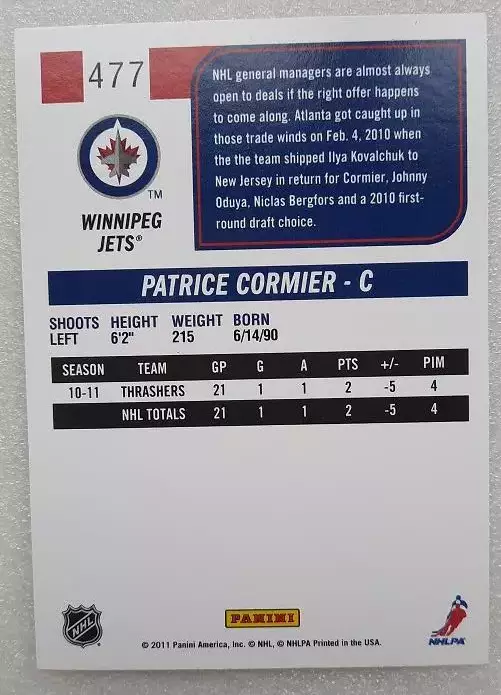 477
NHL general managers are almost always
open to deals if the right offer happens
to come along. Atlanta got caught up in
those trade winds on Feb. 4, 2010 when
the the team shipped Ilya Kovalchuk to
New Jersey in return for Cormier, Johnny
Oduya, Niclas Bergfors and a 2010 first-
round draft choice.
TM
WINNIPEG
JETS®
PATRICE CORMIER - C
SHOOTS HEIGHT WEIGHT BORN
LEFT 6'2" 215 6/14/90
SEASON TEAM GP G A PTS +/- PIM
10-11 THRASHERS 21 1 1 2 -5 4
NHL TOTALS 21 1 1 2 -5 4
NHL
PANINI
NHLPA
© 2011 Panini America, Inc. © NHL, © NHLPA Printed in the USA.